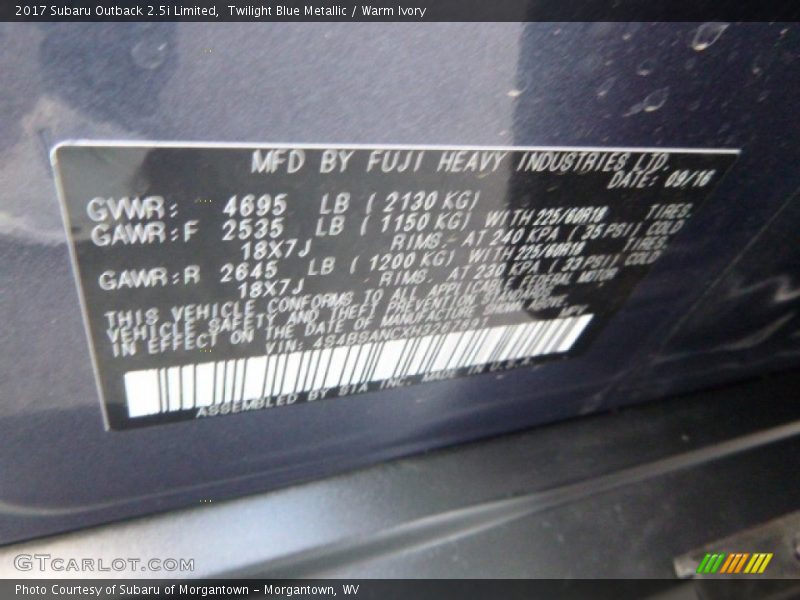 2017 Subaru Outback 2.5i Limited, Twilight Blue Metallic / Warm Ivory
MFD BY FUJI HEAVY INDUSTRIES LTD.
DATE: 09/16
GVWR: 4695 LB ( 2130 KG)
GAWR:F 2535 LB ( 1150 KG) WITH 225/60R18 TIRES.
18X7J RIMS AT 240 KPA ( 35 PSI) COLD
GAWR:R 2645 LB ( 1200 KG) WITH 225/60R18 TIRES.
18X7J RIMS AT 230 KPA ( 33 PSI) COLD
THIS VEHICLE CONFORMS TO ALL APPLICABLE FEDERAL MOTOR
VEHICLE SAFETY AND THEFT PREVENTION STANDARDS
IN EFFECT ON THE DATE OF MANUFACTURE SHOWN ABOVE.
VIN:
ASSEMBLED BY SIA INC. MADE IN U.S.A.
GTCARLOT.COM
Photo Courtesy of Subaru of Morgantown - Morgantown, WV